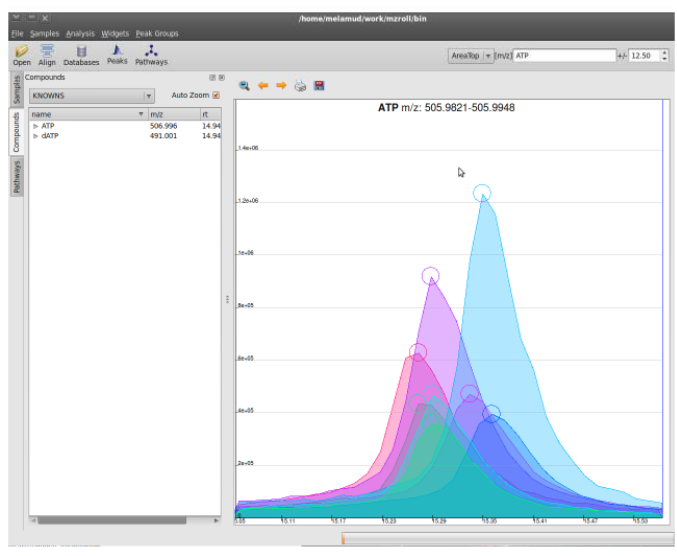 /home/melamud/work/mzroll/bin
File Samples Analysis Widgets Peak Groups
Open Align Databases Peaks Pathways
AreaTop [m/z] ATP +/- 12.50
Samples
Compounds
Pathways
Compounds
KNOWNS Auto Zoom
name m/z rt
ATP 506.996 14.94
dATP 491.001 14.94
ATP m/z: 505.9821-505.9948
1.4e+06
1.2e+06
1e+06
8e+05
6e+05
4e+05
2e+05
15.11 15.17 15.23 15.29 15.35 15.41 15.47 15.53